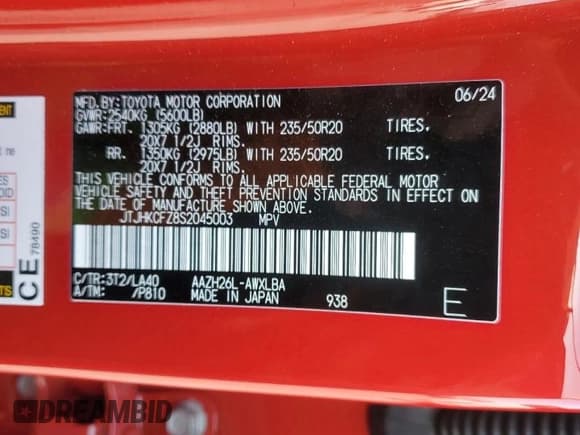 MFD.BY:TOYOTA MOTOR CORPORATION 06/24
GVWR:2540KG (5600LB)
GAWR:FRT. 1305KG (2880LB) WITH 235/50R20 TIRES,
20X7 1/2J RIMS.
RR. 1350KG (2975LB) WITH 235/50R20 TIRES,
20X7 1/2J RIMS.
THIS VEHICLE CONFORMS TO ALL APPLICABLE FEDERAL MOTOR
VEHICLE SAFETY AND THEFT PREVENTION STANDARDS IN EFFECT ON
THE DATE OF MANUFACTURE SHOWN ABOVE.
JTJHKCFZ8S2045003 MPV
C/TR:3T2/LA40 AAZH26L-AWXLBA
A/TM: /P810 MADE IN JAPAN 938
E
CE 78490
DREAMBID